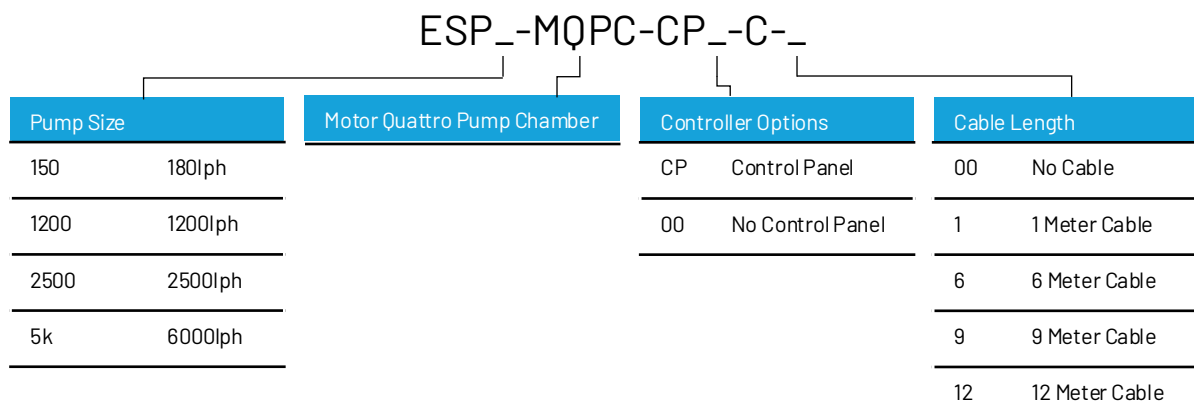 ESP_-MQPC-CP_-C-_
Pump Size
150 180lph
1200 1200lph
2500 2500lph
5k 6000lph
Motor Quattro Pump Chamber
Controller Options
CP Control Panel
00 No Control Panel
Cable Length
00 No Cable
1 1 Meter Cable
6 6 Meter Cable
9 9 Meter Cable
12 12 Meter Cable